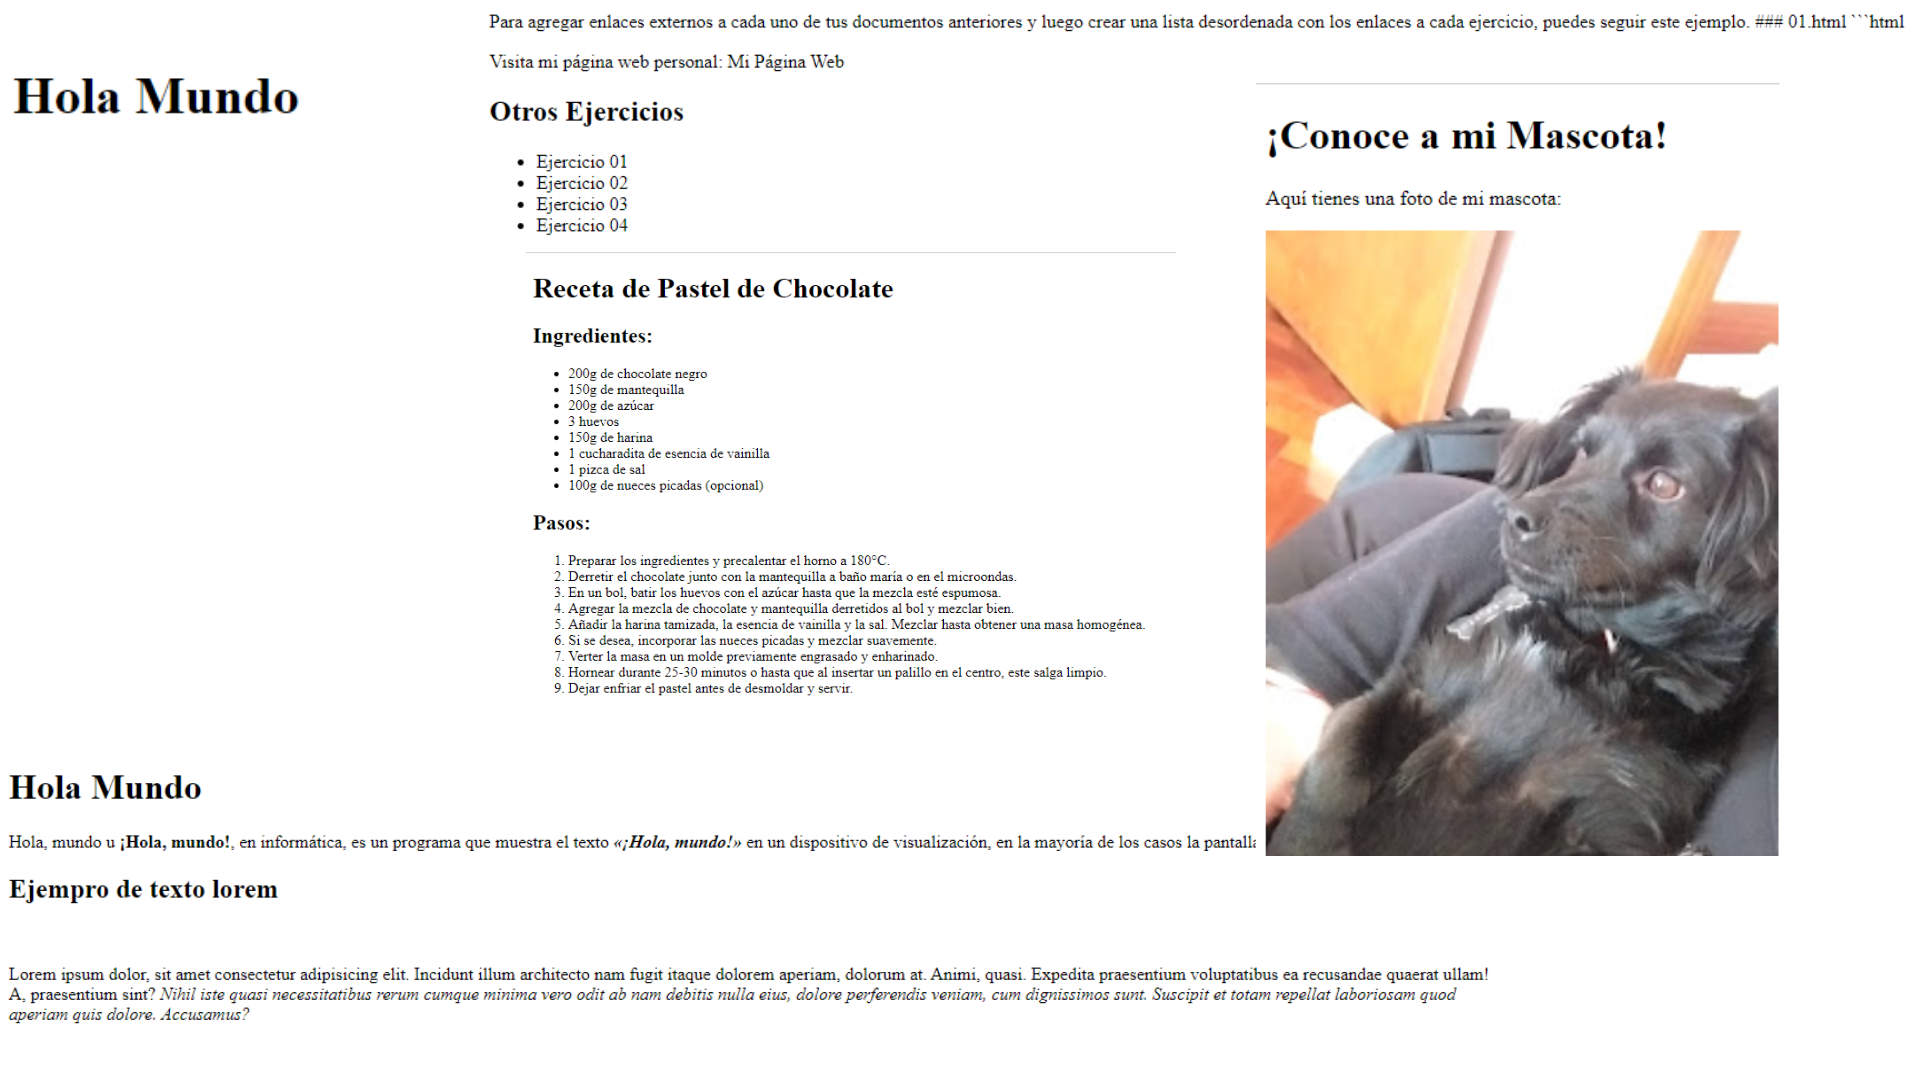 Hola Mundo
Para agregar enlaces externos a cada uno de tus documentos anteriores y luego crear una lista desordenada con los enlaces a cada ejercicio, puedes seguir este ejemplo. ### 01.html ```html
Visita mi página web personal: Mi Página Web
Otros Ejercicios
• Ejercicio 01
• Ejercicio 02
• Ejercicio 03
• Ejercicio 04
Receta de Pastel de Chocolate
Ingredientes:
• 200g de chocolate negro
• 150g de mantequilla
• 200g de azúcar
• 3 huevos
• 150g de harina
• 1 cucharadita de esencia de vainilla
• 1 pizca de sal
• 100g de nueces picadas (opcional)
Pasos:
1. Preparar los ingredientes y precalentar el horno a 180°C.
2. Derretir el chocolate junto con la mantequilla a baño maría o en el microondas.
3. En un bol, batir los huevos con el azúcar hasta que la mezcla esté espumosa.
4. Agregar la mezcla de chocolate y mantequilla derretidos al bol y mezclar bien.
5. Añadir la harina tamizada, la esencia de vainilla y la sal. Mezclar hasta obtener una masa homogénea.
6. Si se desea, incorporar las nueces picadas y mezclar suavemente.
7. Verter la masa en un molde previamente engrasado y enharinado.
8. Hornear durante 25-30 minutos o hasta que al insertar un palillo en el centro, este salga limpio.
9. Dejar enfriar el pastel antes de desmoldar y servir.
¡Conoce a mi Mascota!
Aquí tienes una foto de mi mascota:
Hola Mundo
Hola, mundo u ¡Hola, mundo!, en informática, es un programa que muestra el texto «¡Hola, mundo!» en un dispositivo de visualización, en la mayoría de los casos la pantalla
Ejempro de texto lorem
Lorem ipsum dolor, sit amet consectetur adipisicing elit. Incidunt illum architecto nam fugit itaque dolorem aperiam, dolorum at. Animi, quasi. Expedita praesentium voluptatibus ea recusandae quaerat ullam!
A, praesentium sint? Nihil iste quasi necessitatibus rerum cumque minima vero odit ab nam debitis nulla eius, dolore perferendis veniam, cum dignissimos sunt. Suscipit et totam repellat laboriosam quod
aperiam quis dolore. Accusamus?